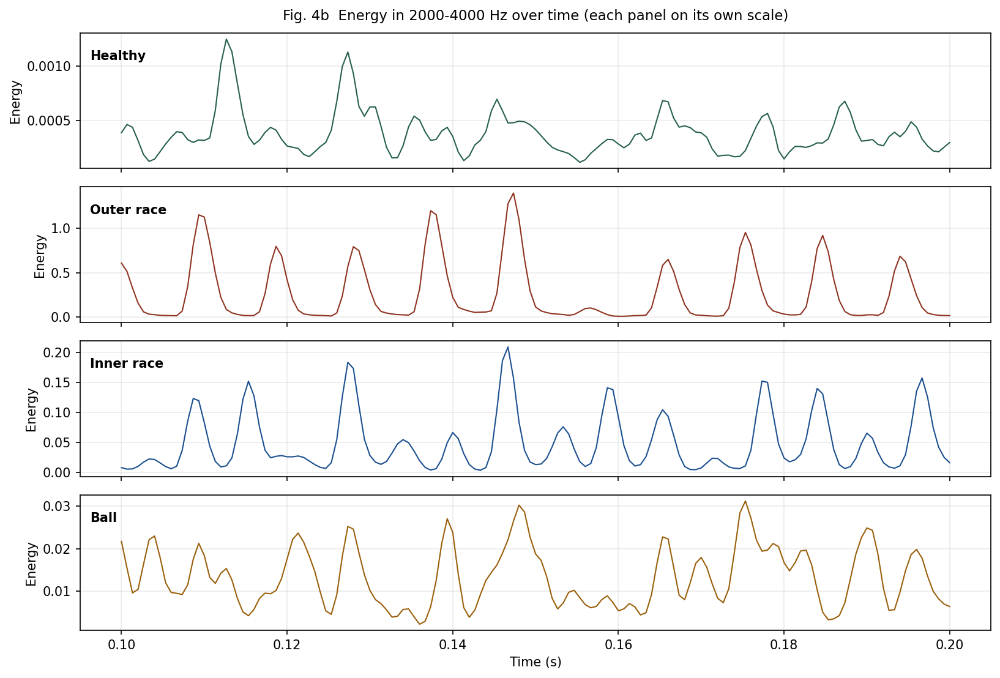 Fig. 4b  Energy in 2000-4000 Hz over time (each panel on its own scale)
Healthy
Energy
0.0010
0.0005
Outer race
Energy
1.0
0.5
0.0
Inner race
Energy
0.20
0.15
0.10
0.05
0.00
Ball
Energy
0.03
0.02
0.01
0.10 0.12 0.14 0.16 0.18 0.20
Time (s)